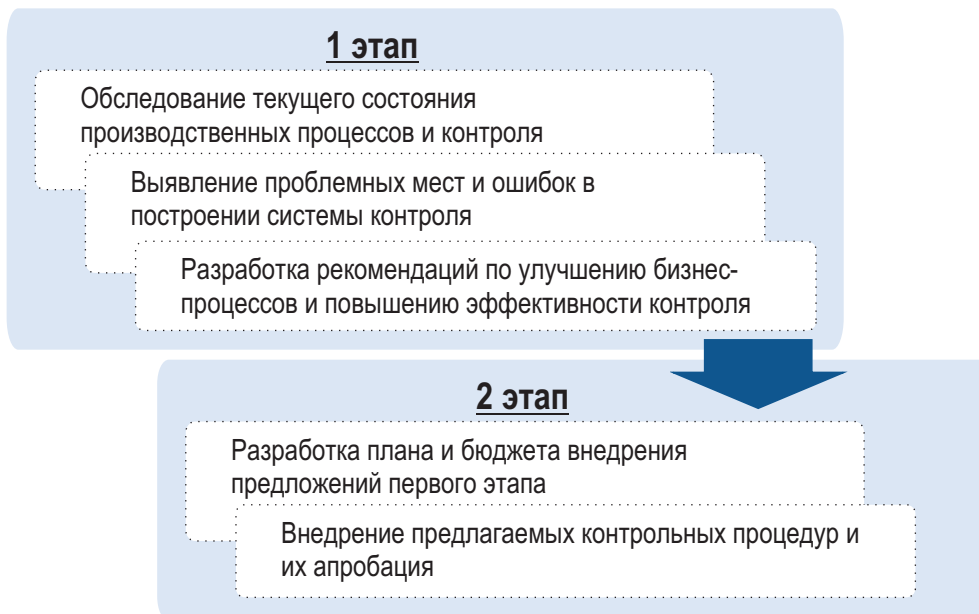 1 этап
Обследование текущего состояния
производственных процессов и контроля
Выявление проблемных мест и ошибок в
построении системы контроля
Разработка рекомендаций по улучшению бизнес-
процессов и повышению эффективности контроля
2 этап
Разработка плана и бюджета внедрения
предложений первого этапа
Внедрение предлагаемых контрольных процедур и
их апробация